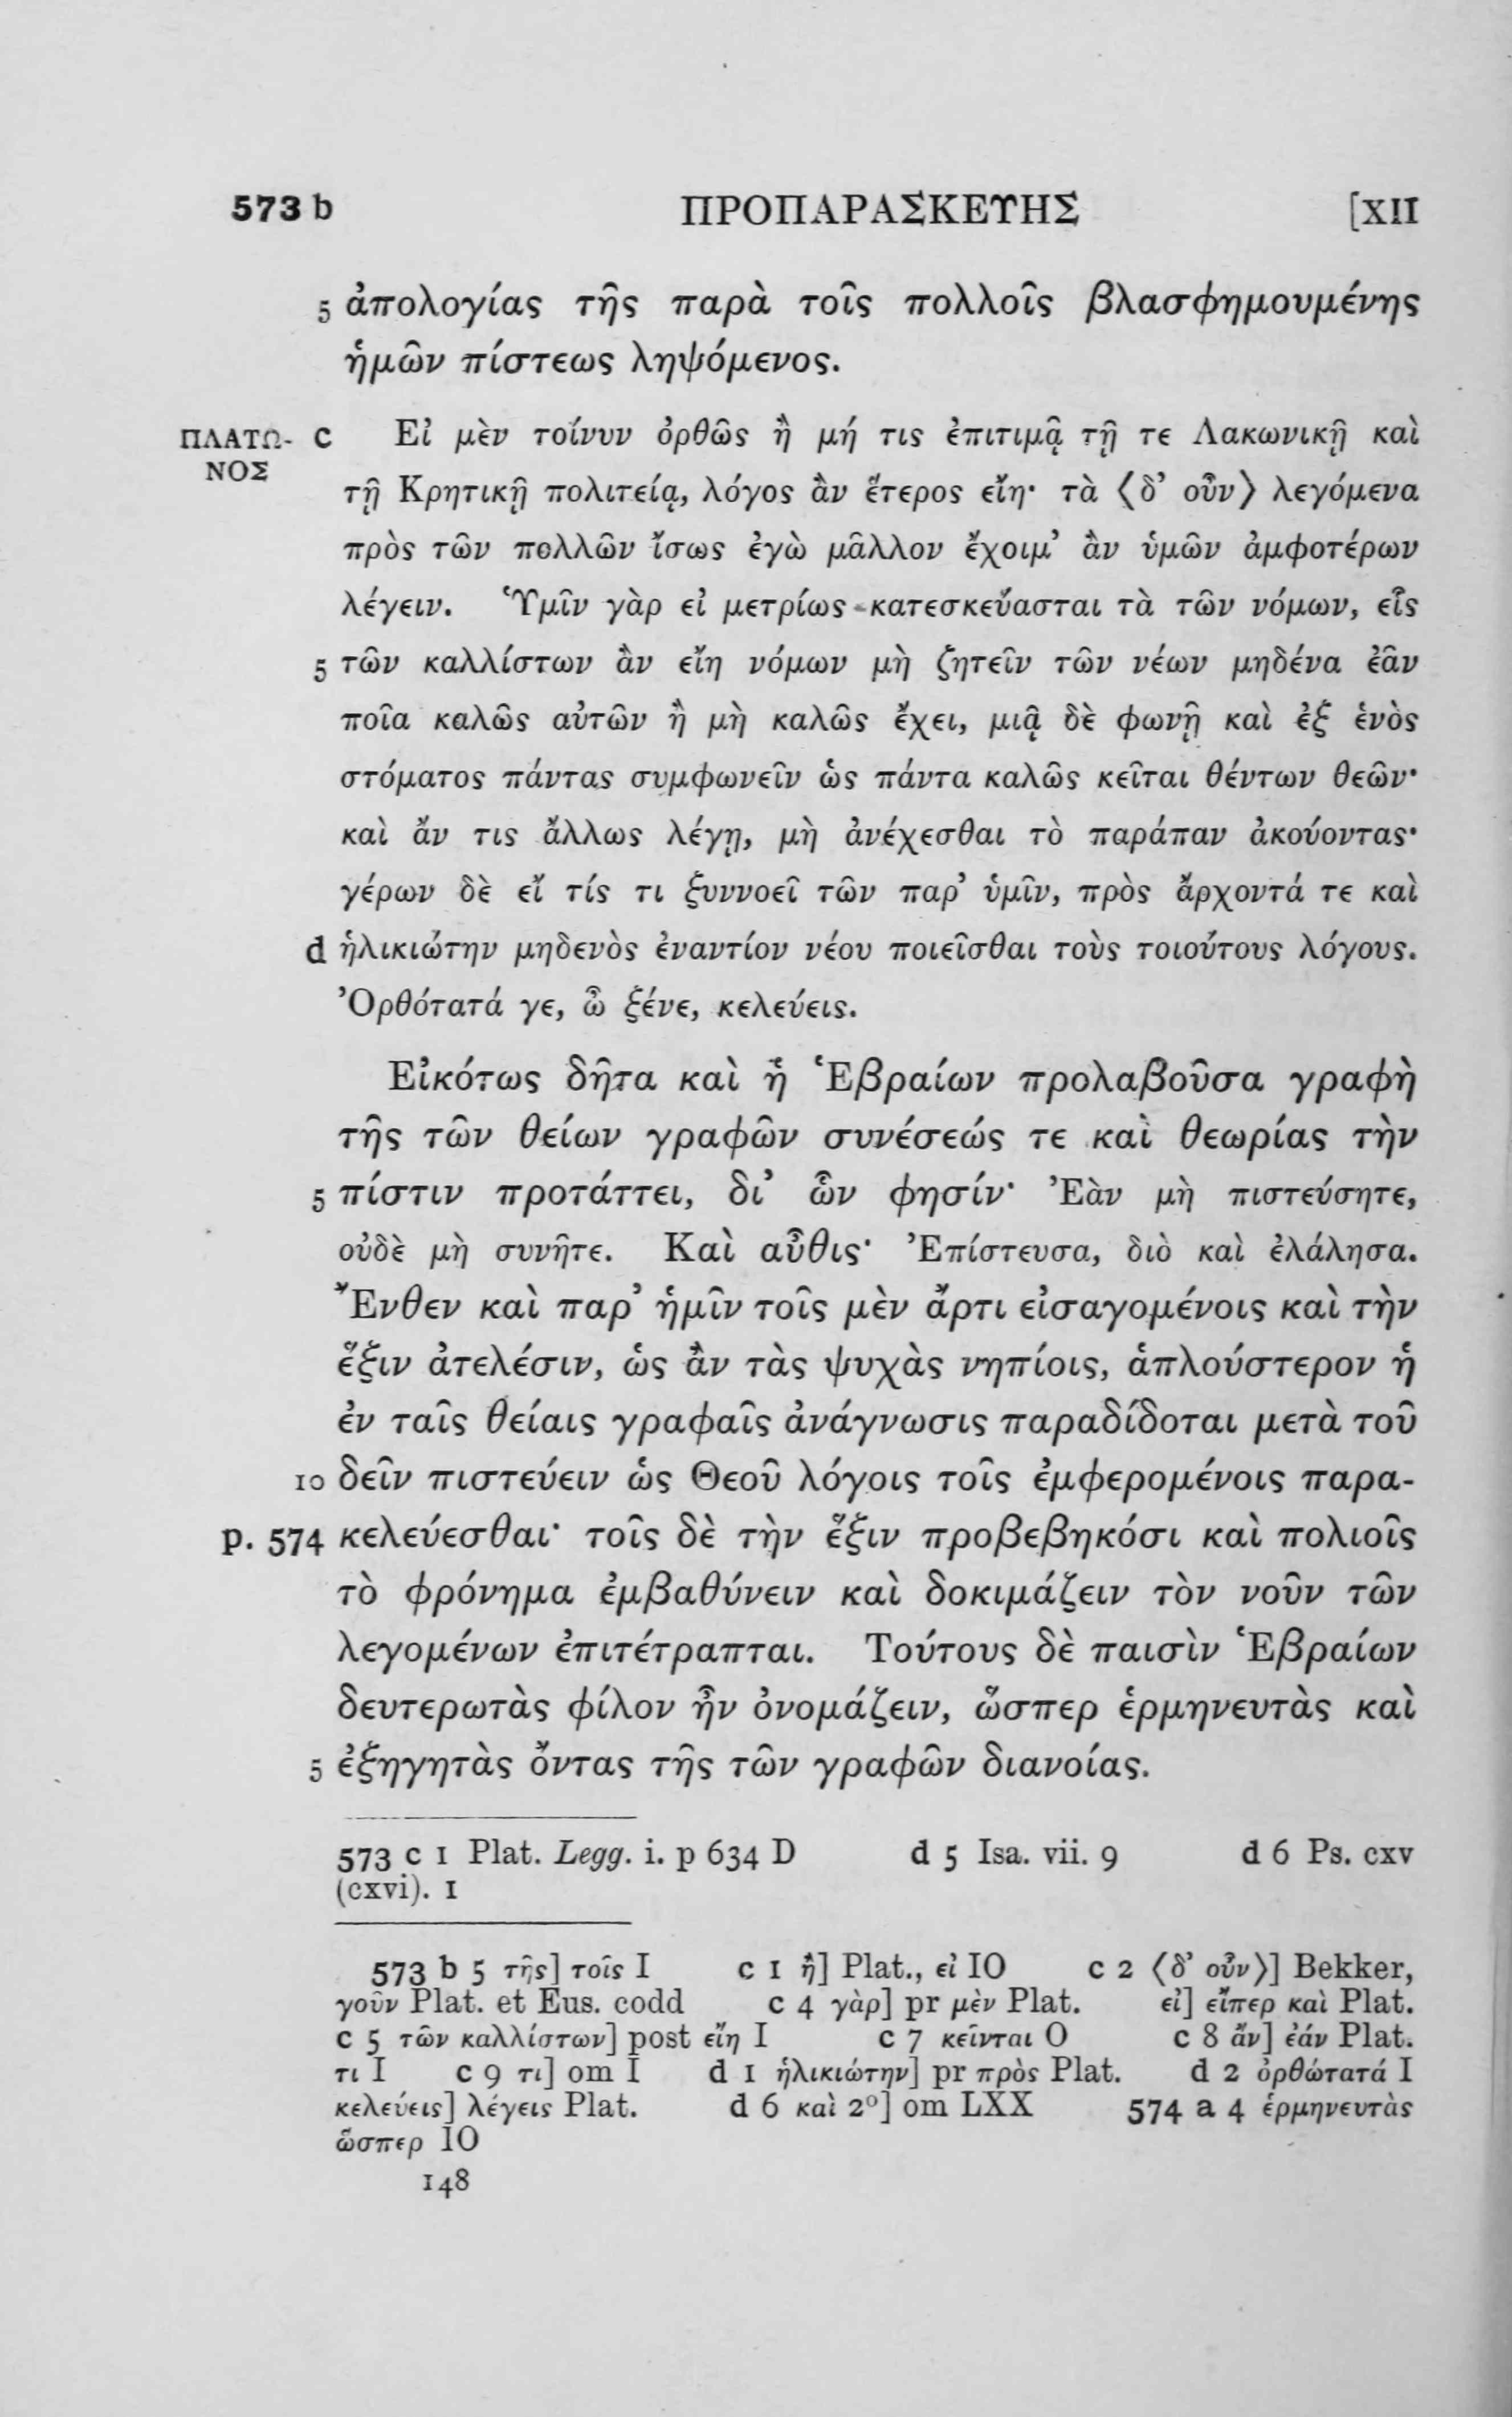 573 b ΠΡΟΠΑΡΑΣΚΕΥΗΣ [XII
5 ἀπολογίας τῆς παρὰ τοῖς πολλοῖς βλασφημουμένης
ἡμῶν πίστεως ληψόμενος.
ΠΛΑΤΩ- c Εἰ μὲν τοίνυν ὀρθῶς ἢ μή τις ἐπιτιμᾷ τῇ τε Λακωνικῇ καὶ
ΝΟΣ
τῇ Κρητικῇ πολιτείᾳ, λόγος ἂν ἕτερος εἴη· τὰ ⟨δ’ οὖν⟩ λεγόμενα
πρὸς τῶν πολλῶν ἴσως ἐγὼ μᾶλλον ἔχοιμ’ ἂν ὑμῶν ἀμφοτέρων
λέγειν. Ὑμῖν γὰρ εἰ μετρίως κατεσκεύασται τὰ τῶν νόμων, εἷς
5 τῶν καλλίστων ἂν εἴη νόμων μὴ ζητεῖν τῶν νέων μηδένα ἐᾶν
ποῖα καλῶς αὐτῶν ἢ μὴ καλῶς ἔχει, μιᾷ δὲ φωνῇ καὶ ἐξ ἑνὸς
στόματος πάντας συμφωνεῖν ὡς πάντα καλῶς κεῖται θέντων θεῶν·
καὶ ἄν τις ἄλλως λέγῃ, μὴ ἀνέχεσθαι τὸ παράπαν ἀκούοντας·
γέρων δὲ εἴ τίς τι ξυννοεῖ τῶν παρ’ ὑμῖν, πρὸς ἄρχοντά τε καὶ
d ἡλικιώτην μηδενὸς ἐναντίον νέου ποιεῖσθαι τοὺς τοιούτους λόγους.
Ὀρθότατά γε, ὦ ξένε, κελεύεις.
Εἰκότως δῆτα καὶ ἡ Ἑβραίων προλαβοῦσα γραφὴ
τῆς τῶν θείων γραφῶν συνέσεώς τε καὶ θεωρίας τὴν
5 πίστιν προτάττει, δι’ ὧν φησίν· Ἐὰν μὴ πιστεύσητε,
οὐδὲ μὴ συνῆτε. Καὶ αὖθις· Ἐπίστευσα, διὸ καὶ ἐλάλησα.
Ἔνθεν καὶ παρ’ ἡμῖν τοῖς μὲν ἄρτι εἰσαγομένοις καὶ τὴν
ἕξιν ἀτελέσιν, ὡς ἂν τὰς ψυχὰς νηπίοις, ἁπλούστερον ἡ
ἐν ταῖς θείαις γραφαῖς ἀνάγνωσις παραδίδοται μετὰ τοῦ
10 δεῖν πιστεύειν ὡς Θεοῦ λόγοις τοῖς ἐμφερομένοις παρα-
p. 574 κελεύεσθαι· τοῖς δὲ τὴν ἕξιν προβεβηκόσι καὶ πολιοῖς
τὸ φρόνημα ἐμβαθύνειν καὶ δοκιμάζειν τὸν νοῦν τῶν
λεγομένων ἐπιτέτραπται. Τούτους δὲ παισὶν Ἑβραίων
δευτερωτὰς φίλον ἦν ὀνομάζειν, ὥσπερ ἑρμηνευτὰς καὶ
5 ἐξηγητὰς ὄντας τῆς τῶν γραφῶν διανοίας.
573 c 1 Plat. Legg. i. p 634 D d 5 Isa. vii. 9 d 6 Ps. cxv
(cxvi). 1
573 b 5 τῆς] τοῖς I c 1 ἢ] Plat., εἰ IO c 2 ⟨δ’ οὖν⟩] Bekker,
γοῦν Plat. et Eus. codd c 4 γὰρ] pr μὲν Plat. εἰ] εἴπερ καὶ Plat.
c 5 τῶν καλλίστων] post εἴη I c 7 κεῖνται O c 8 ἄν] ἐάν Plat.
τι I c 9 τι] om I d 1 ἡλικιώτην] pr πρὸς Plat. d 2 ὀρθώτατά I
κελεύεις] λέγεις Plat. d 6 καὶ 2º] om LXX 574 a 4 ἑρμηνευτὰς
ὥσπερ IO
148